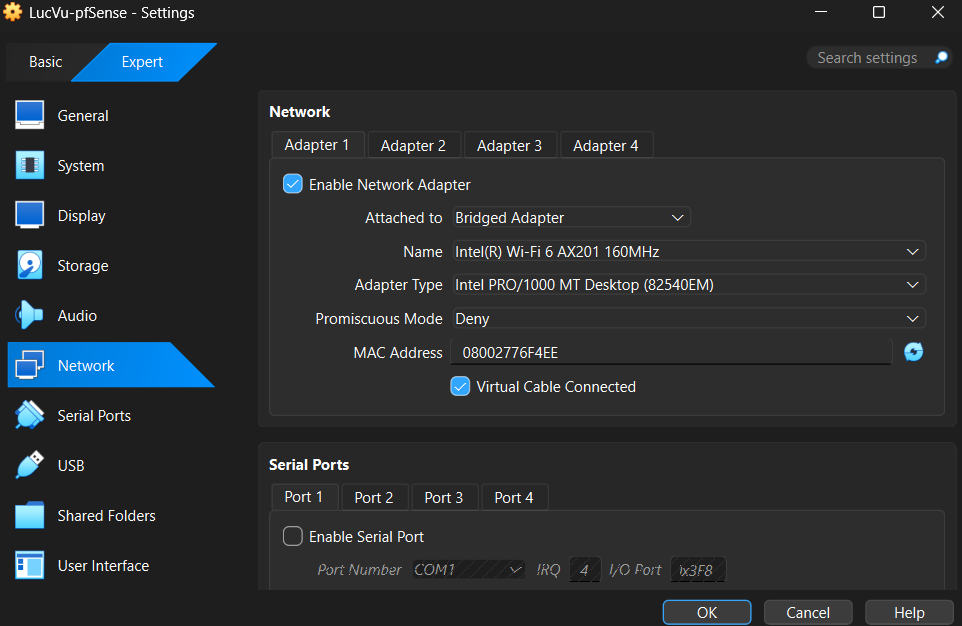 LucVu-pfSense - Settings
Basic Expert Search settings
General
System
Display
Storage
Audio
Network
Serial Ports
USB
Shared Folders
User Interface
Network
Adapter 1 Adapter 2 Adapter 3 Adapter 4
Enable Network Adapter
Attached to Bridged Adapter
Name Intel(R) Wi-Fi 6 AX201 160MHz
Adapter Type Intel PRO/1000 MT Desktop (82540EM)
Promiscuous Mode Deny
MAC Address 08002776F4EE
Virtual Cable Connected
Serial Ports
Port 1 Port 2 Port 3 Port 4
Enable Serial Port
Port Number COM1 IRQ 4 I/O Port 0x3F8
OK Cancel Help